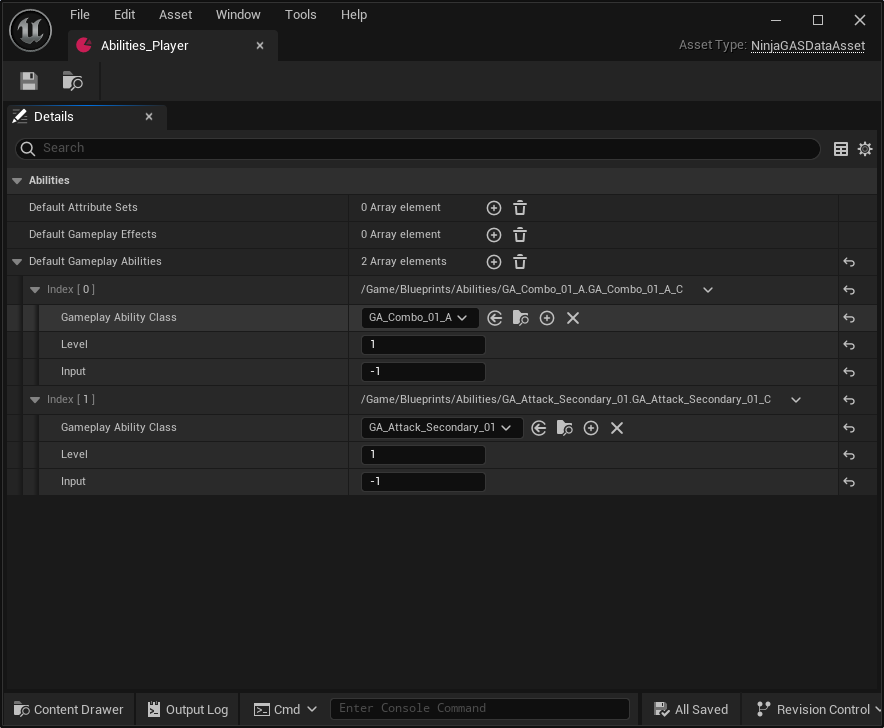 File Edit Asset Window Tools Help
Abilities_Player
Asset Type: NinjaGASDataAsset
Details
Search
Abilities
Default Attribute Sets 0 Array element
Default Gameplay Effects 0 Array element
Default Gameplay Abilities 2 Array elements
Index [ 0 ] /Game/Blueprints/Abilities/GA_Combo_01_A.GA_Combo_01_A_C
Gameplay Ability Class GA_Combo_01_A
Level 1
Input -1
Index [ 1 ] /Game/Blueprints/Abilities/GA_Attack_Secondary_01.GA_Attack_Secondary_01_C
Gameplay Ability Class GA_Attack_Secondary_01
Level 1
Input -1
Content Drawer Output Log Cmd Enter Console Command All Saved Revision Control